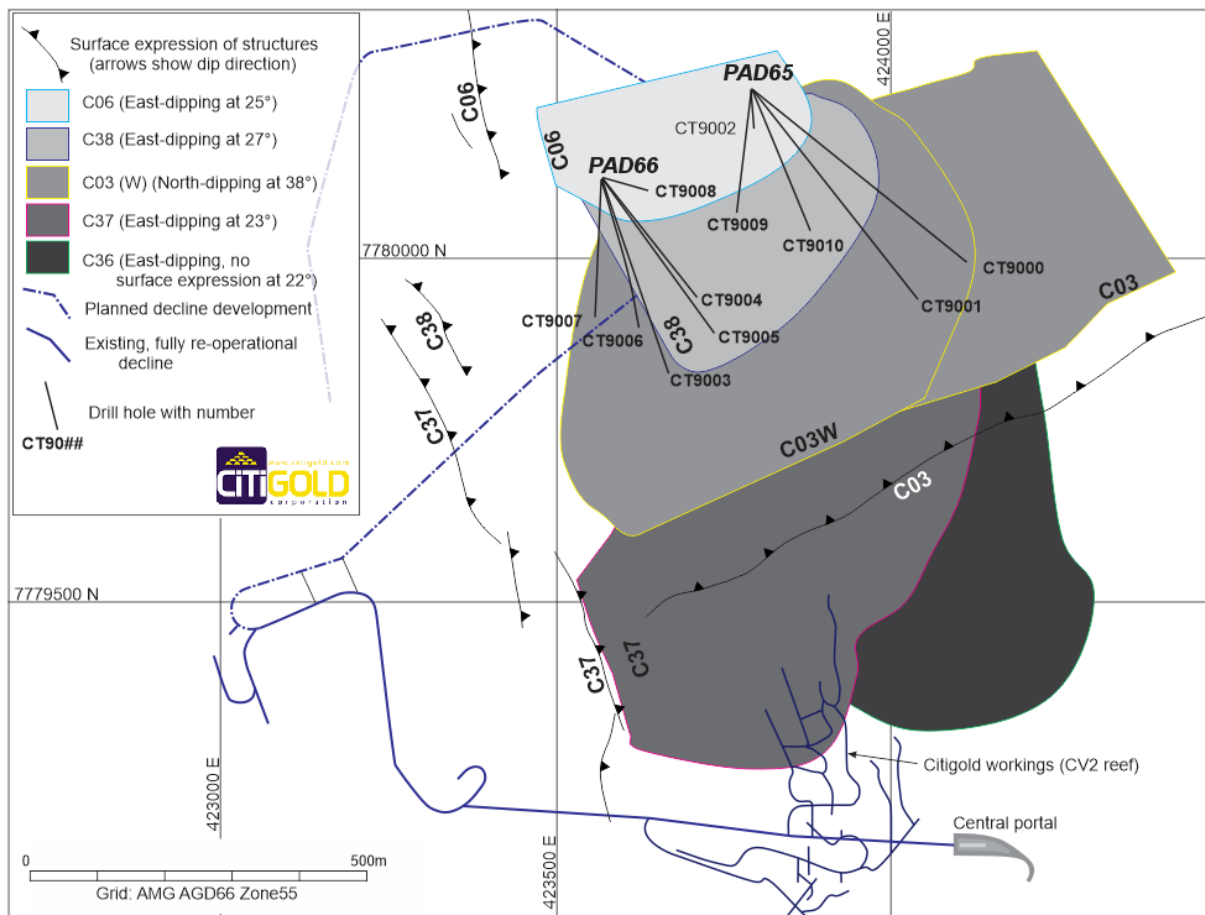 Surface expression of structures
(arrows show dip direction)
C06 (East-dipping at 25°)
C38 (East-dipping at 27°)
C03 (W) (North-dipping at 38°)
C37 (East-dipping at 23°)
C36 (East-dipping, no
surface expression at 22°)
Planned decline development
Existing, fully re-operational
decline
Drill hole with number
CT90##
www.citigold.com
CITIGOLD
corporation
424000 E
C06
PAD65
CT9002
C06
PAD66
CT9008
CT9009
CT9010
7780000 N
CT9000
C03
CT9004
CT9001
CT9007
CT9006
C38
CT9005
C38
CT9003
C37
C03W
C03
7779500 N
C37
C37
Citigold workings (CV2 reef)
423000 E
Central portal
0
500m
423500 E
Grid: AMG AGD66 Zone55